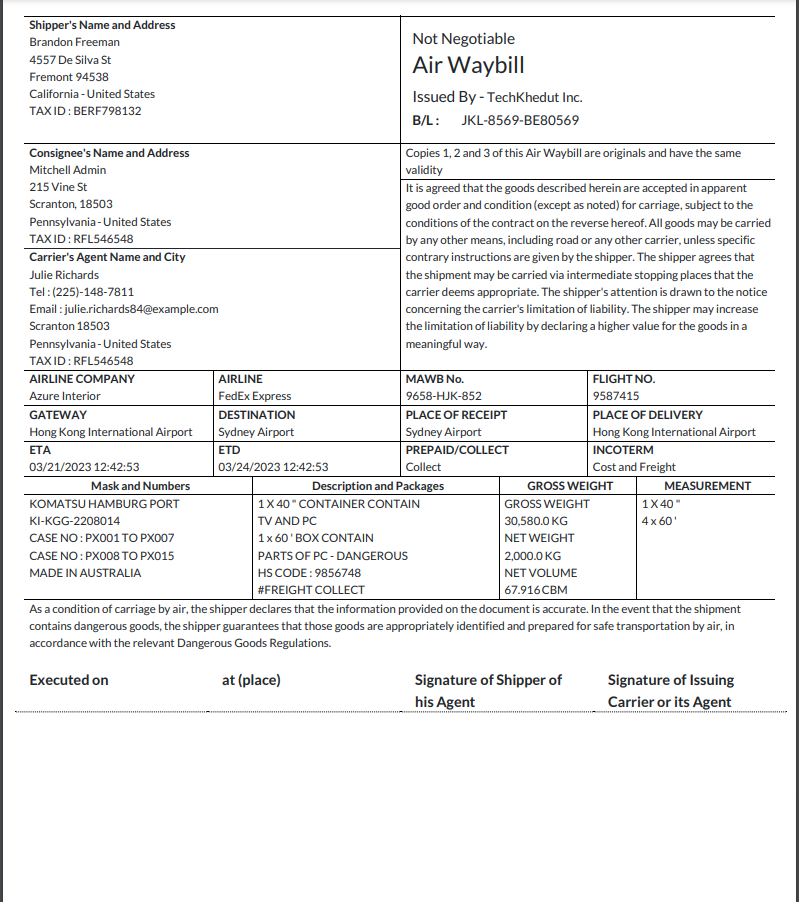 Shipper's Name and Address
Brandon Freeman
4557 De Silva St
Fremont 94538
California - United States
TAX ID : BERF798132
Not Negotiable
Air Waybill
Issued By - TechKhedut Inc.
B/L : JKL-8569-BE80569
Consignee's Name and Address
Mitchell Admin
215 Vine St
Scranton, 18503
Pennsylvania - United States
TAX ID : RFL546548
Carrier's Agent Name and City
Julie Richards
Tel : (225)-148-7811
Email : julie.richards84@example.com
Scranton 18503
Pennsylvania - United States
TAX ID : RFL546548
Copies 1, 2 and 3 of this Air Waybill are originals and have the same
validity
It is agreed that the goods described herein are accepted in apparent
good order and condition (except as noted) for carriage, subject to the
conditions of the contract on the reverse hereof. All goods may be carried
by any other means, including road or any other carrier, unless specific
contrary instructions are given by the shipper. The shipper agrees that
the shipment may be carried via intermediate stopping places that the
carrier deems appropriate. The shipper's attention is drawn to the notice
concerning the carrier's limitation of liability. The shipper may increase
the limitation of liability by declaring a higher value for the goods in a
meaningful way.
AIRLINE COMPANY AIRLINE MAWB No. FLIGHT NO.
Azure Interior FedEx Express 9658-HJK-852 9587415
GATEWAY DESTINATION PLACE OF RECEIPT PLACE OF DELIVERY
Hong Kong International Airport Sydney Airport Sydney Airport Hong Kong International Airport
ETA ETD PREPAID/COLLECT INCOTERM
03/21/2023 12:42:53 03/24/2023 12:42:53 Collect Cost and Freight
Mask and Numbers Description and Packages GROSS WEIGHT MEASUREMENT
KOMATSU HAMBURG PORT 1 X 40 " CONTAINER CONTAIN GROSS WEIGHT 1 X 40 "
KI-KGG-2208014 TV AND PC 30,580.0 KG 4 x 60 '
CASE NO : PX001 TO PX007 1 x 60 ' BOX CONTAIN NET WEIGHT
CASE NO : PX008 TO PX015 PARTS OF PC - DANGEROUS 2,000.0 KG
MADE IN AUSTRALIA HS CODE : 9856748 NET VOLUME
#FREIGHT COLLECT 67.916 CBM
As a condition of carriage by air, the shipper declares that the information provided on the document is accurate. In the event that the shipment
contains dangerous goods, the shipper guarantees that those goods are appropriately identified and prepared for safe transportation by air, in
accordance with the relevant Dangerous Goods Regulations.
Executed on at (place) Signature of Shipper of Signature of Issuing
his Agent Carrier or its Agent